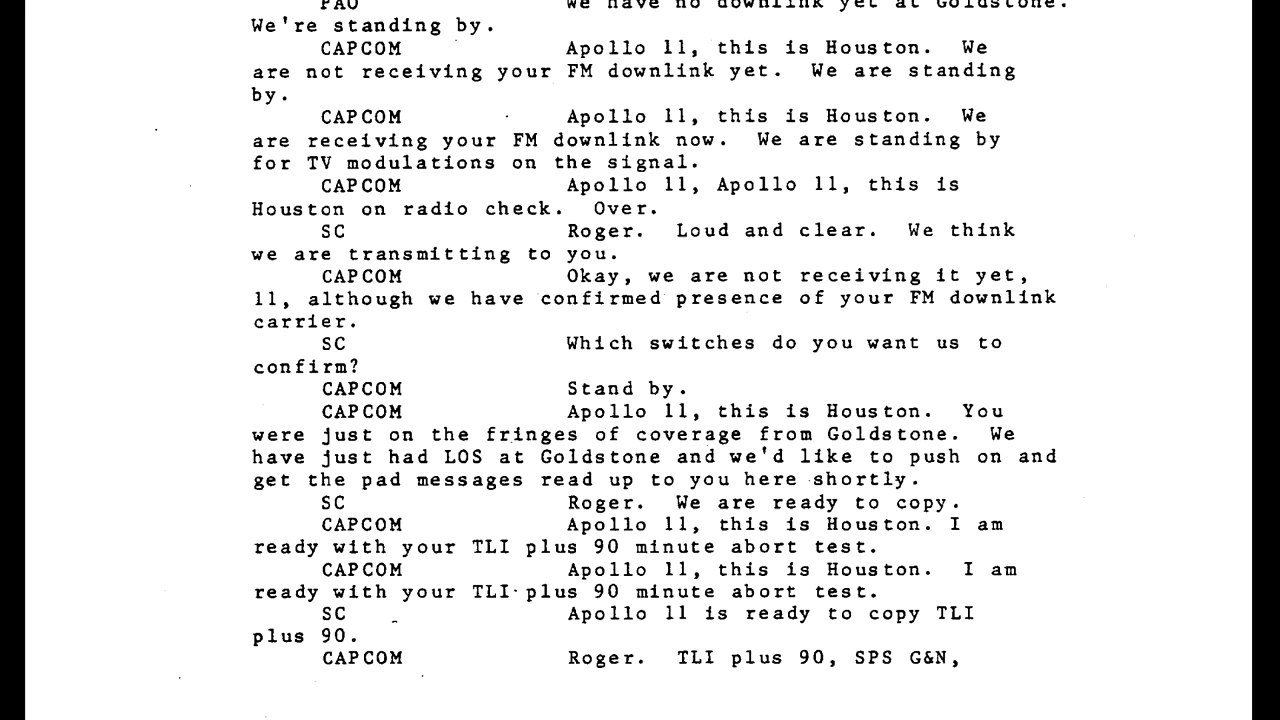 PAO We have no downlink yet at Goldstone.
We're standing by.
CAPCOM Apollo 11, this is Houston. We
are not receiving your FM downlink yet. We are standing
by.
CAPCOM Apollo 11, this is Houston. We
are receiving your FM downlink now. We are standing by
for TV modulations on the signal.
CAPCOM Apollo 11, Apollo 11, this is
Houston on radio check. Over.
SC Roger. Loud and clear. We think
we are transmitting to you.
CAPCOM Okay, we are not receiving it yet,
11, although we have confirmed presence of your FM downlink
carrier.
SC Which switches do you want us to
confirm?
CAPCOM Stand by.
CAPCOM Apollo 11, this is Houston. You
were just on the fringes of coverage from Goldstone. We
have just had LOS at Goldstone and we'd like to push on and
get the pad messages read up to you here shortly.
SC Roger. We are ready to copy.
CAPCOM Apollo 11, this is Houston. I am
ready with your TLI plus 90 minute abort test.
CAPCOM Apollo 11, this is Houston. I am
ready with your TLI plus 90 minute abort test.
SC Apollo 11 is ready to copy TLI
plus 90.
CAPCOM Roger. TLI plus 90, SPS G&N,